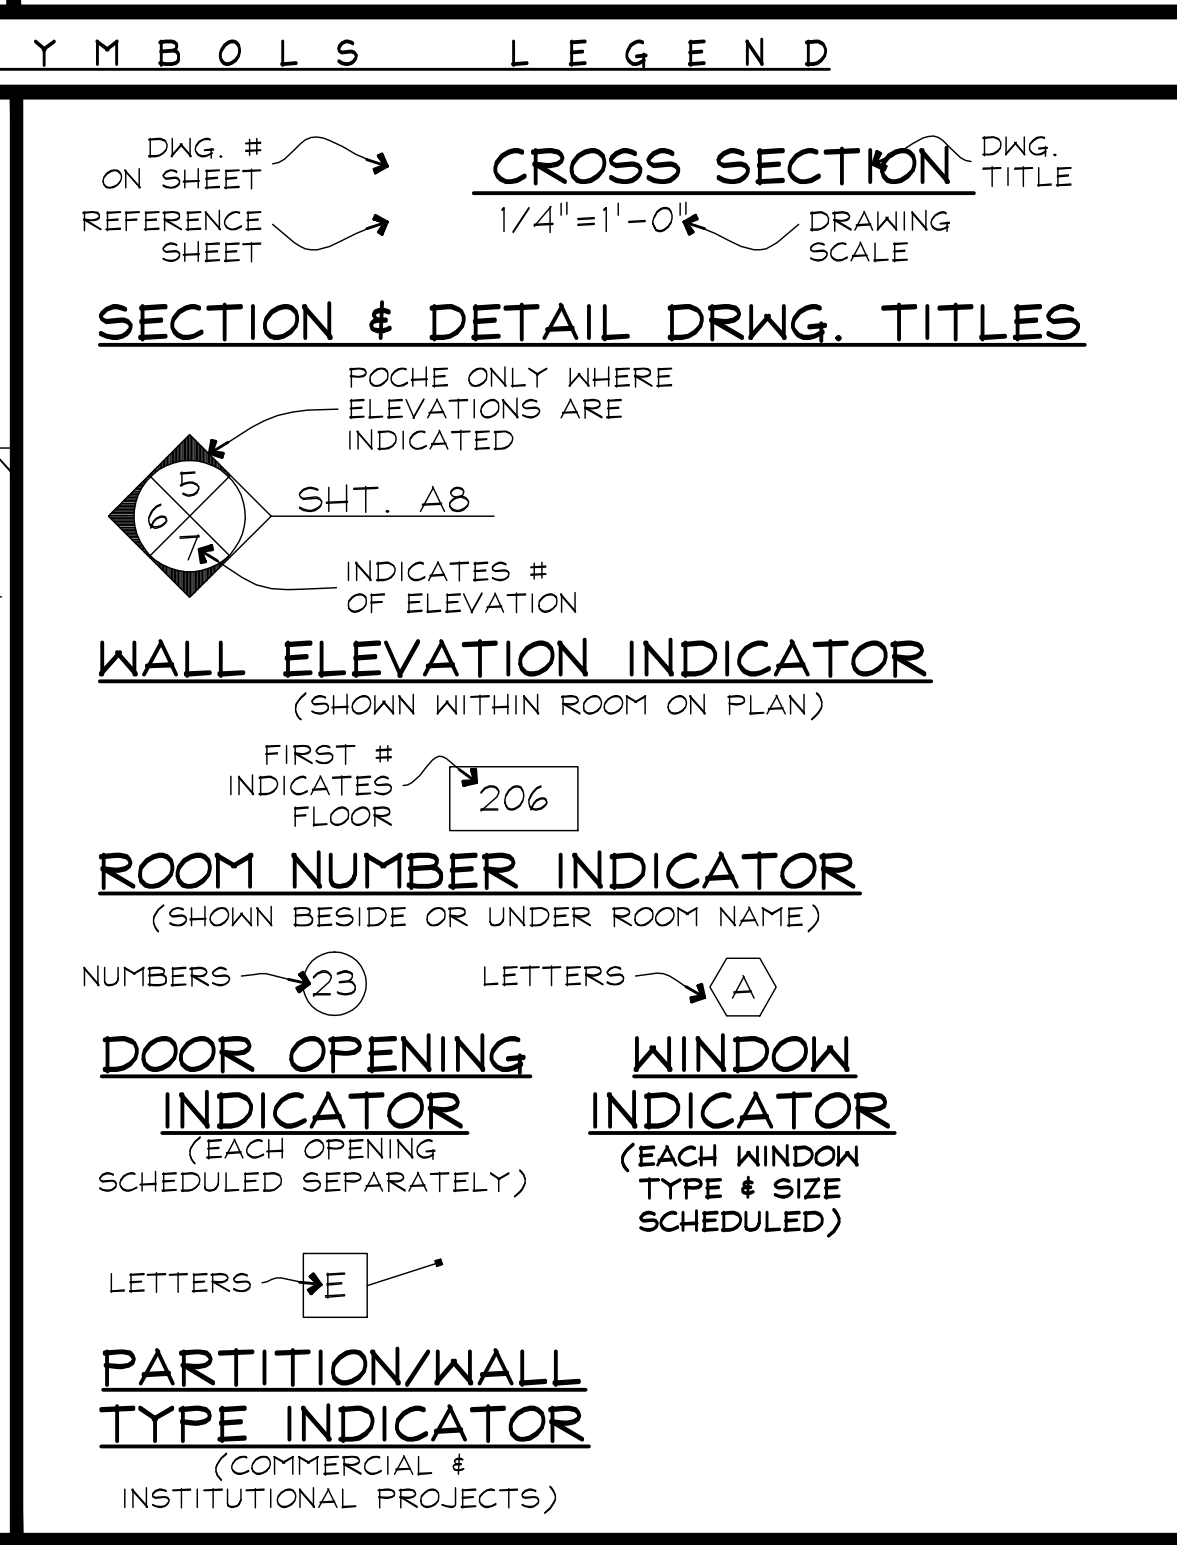 YMBOLS LEGEND
DWG. #
ON SHEET
REFERENCE
SHEET
CROSS SECTION
1/4"=1'-0"
DWG.
TITLE
DRAWING
SCALE
SECTION & DETAIL DRWG. TITLES
POCHE ONLY WHERE
ELEVATIONS ARE
INDICATED
5
6
7
SHT. A8
INDICATES #
OF ELEVATION
WALL ELEVATION INDICATOR
(SHOWN WITHIN ROOM ON PLAN)
FIRST #
INDICATES
FLOOR
206
ROOM NUMBER INDICATOR
(SHOWN BESIDE OR UNDER ROOM NAME)
NUMBERS
23
DOOR OPENING
INDICATOR
(EACH OPENING
SCHEDULED SEPARATELY)
LETTERS
A
WINDOW
INDICATOR
(EACH WINDOW
TYPE & SIZE
SCHEDULED)
LETTERS
E
PARTITION/WALL
TYPE INDICATOR
(COMMERCIAL &
INSTITUTIONAL PROJECTS)